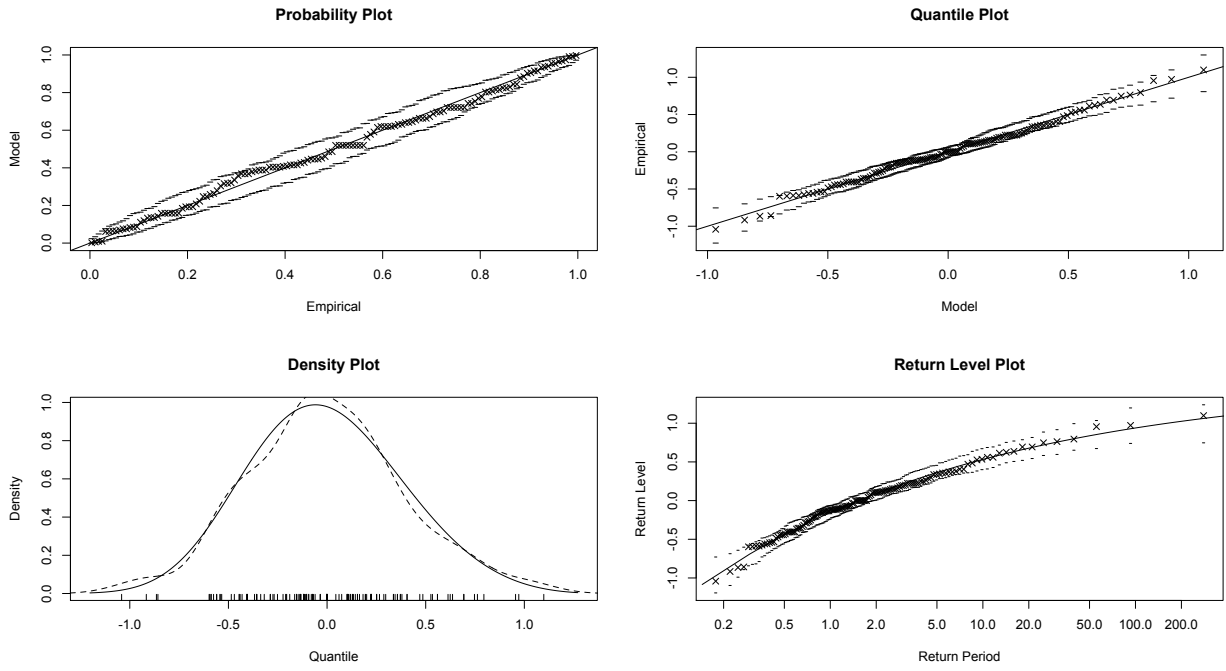 Probability Plot
Model
0.0 0.2 0.4 0.6 0.8 1.0
0.0 0.2 0.4 0.6 0.8 1.0
Empirical
Quantile Plot
Empirical
-1.0 -0.5 0.0 0.5 1.0
-1.0 -0.5 0.0 0.5 1.0
Model
Density Plot
Density
0.0 0.2 0.4 0.6 0.8 1.0
-1.0 -0.5 0.0 0.5 1.0
Quantile
Return Level Plot
Return Level
-1.0 -0.5 0.0 0.5 1.0
0.2 0.5 1.0 2.0 5.0 10.0 20.0 50.0 100.0 200.0
Return Period